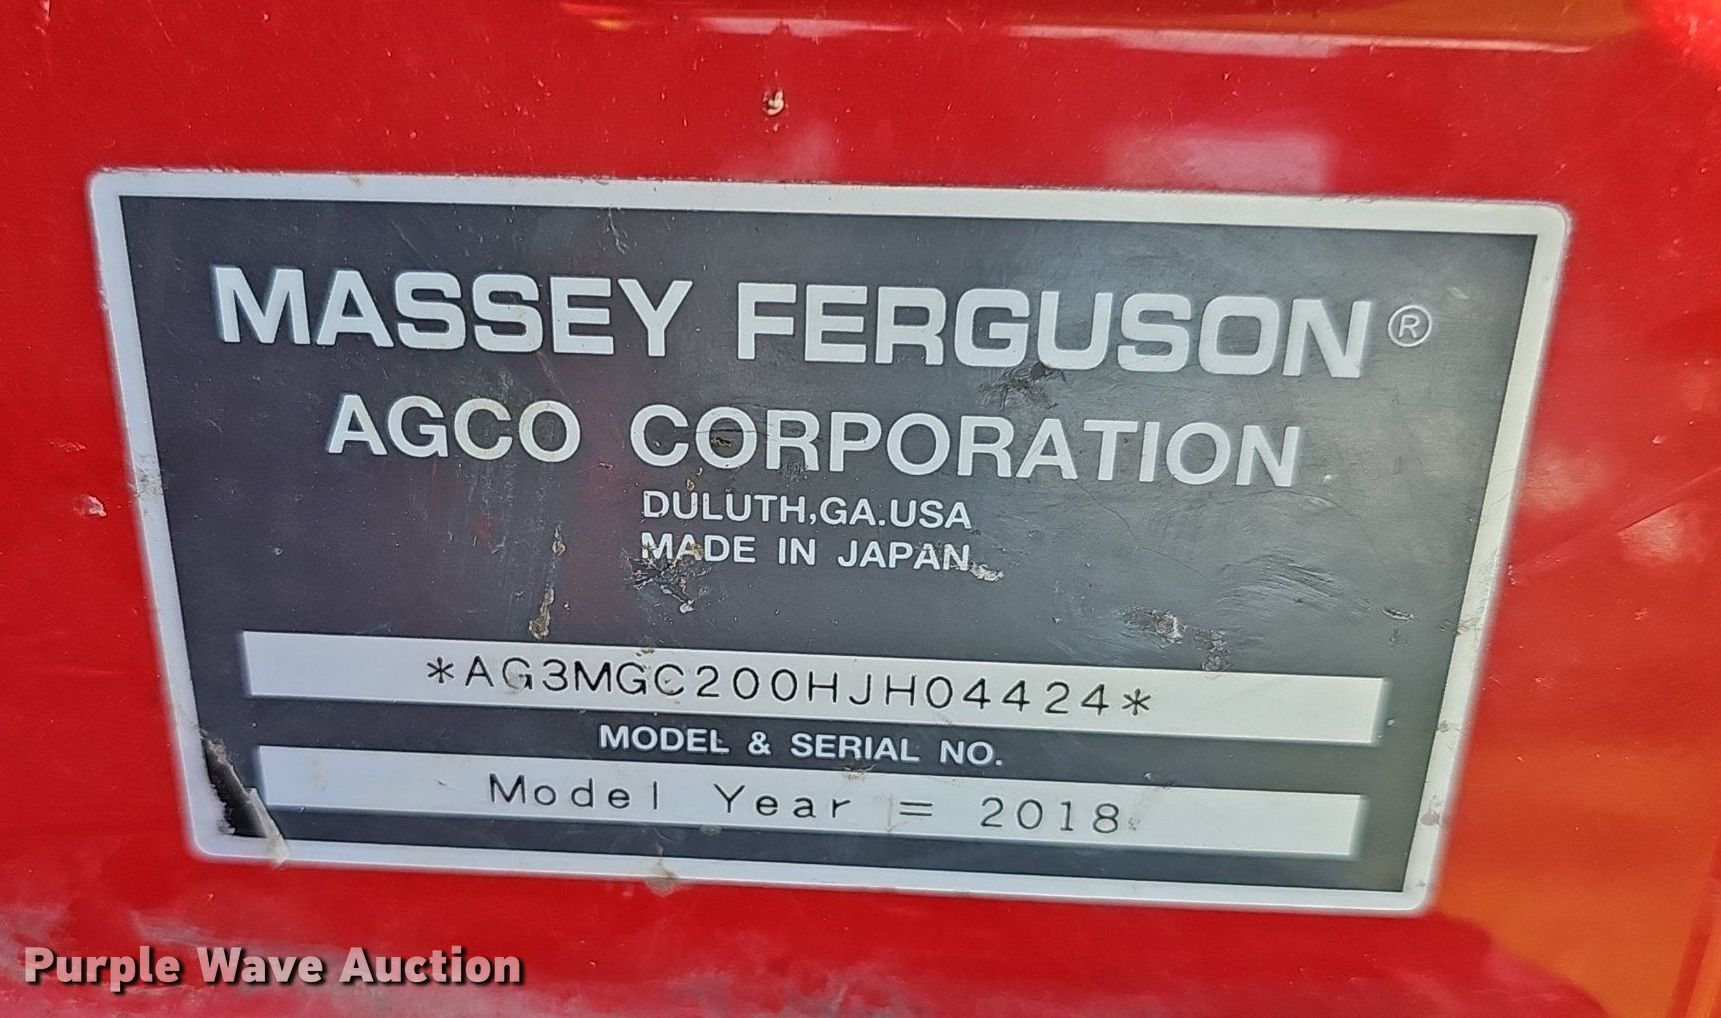 MASSEY FERGUSON®
AGCO CORPORATION
DULUTH,GA.USA
MADE IN JAPAN
*AG3MGC200HJH04424*
MODEL & SERIAL NO.
Model Year = 2018
Purple Wave Auction